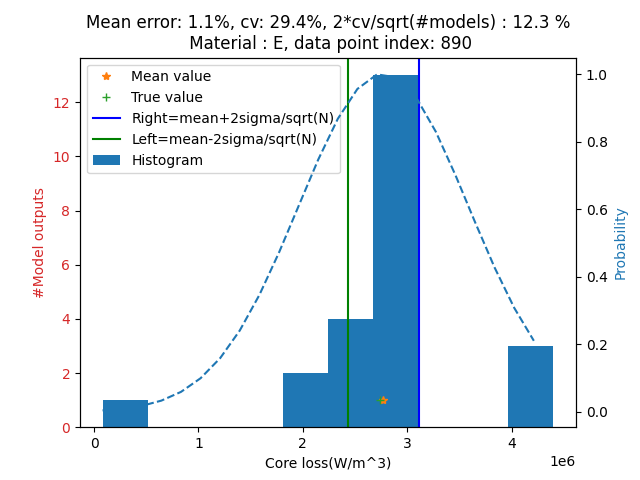 Mean error: 1.1%, cv: 29.4%, 2*cv/sqrt(#models) : 12.3 %
Material : E, data point index: 890
Mean value
True value
Right=mean+2sigma/sqrt(N)
Left=mean-2sigma/sqrt(N)
Histogram
#Model outputs
12
10
8
6
4
2
0
Probability
1.0
0.8
0.6
0.4
0.2
0.0
0 1 2 3 4
1e6
Core loss(W/m^3)